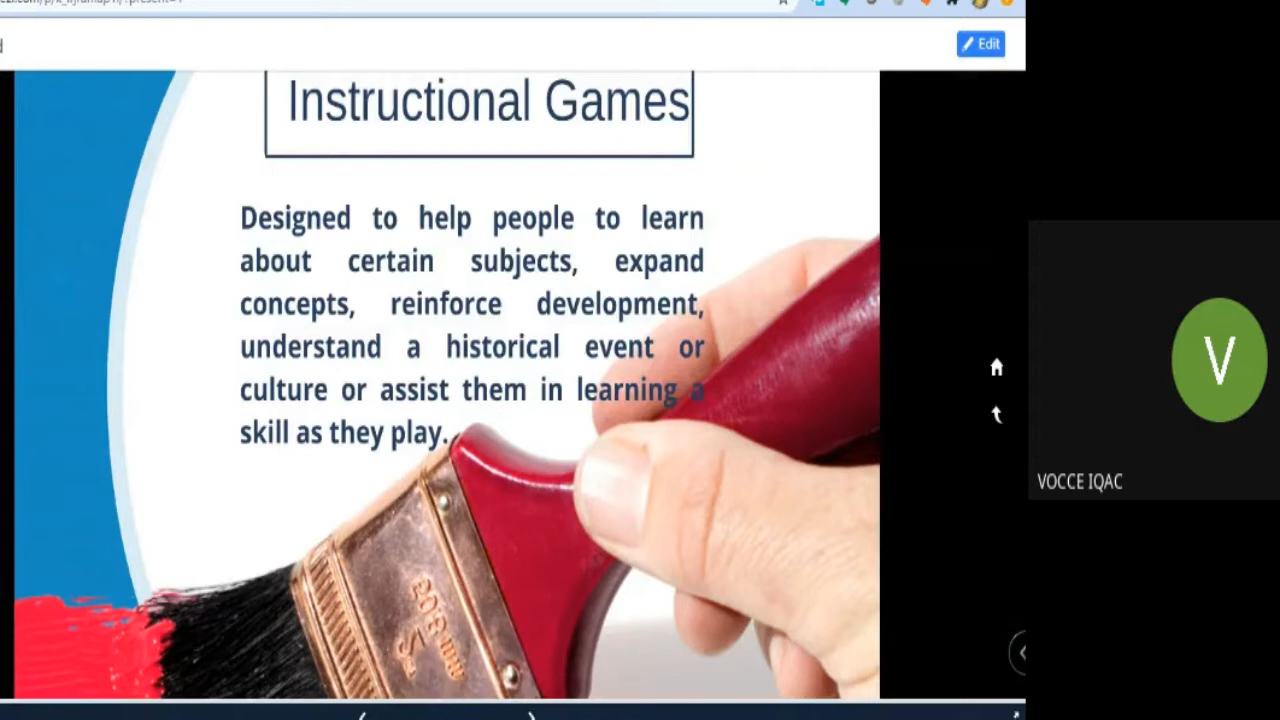 Edit
Instructional Games
Designed to help people to learn
about certain subjects, expand
concepts, reinforce development,
understand a historical event or
culture or assist them in learning a
skill as they play.
V
VOCCE IQAC